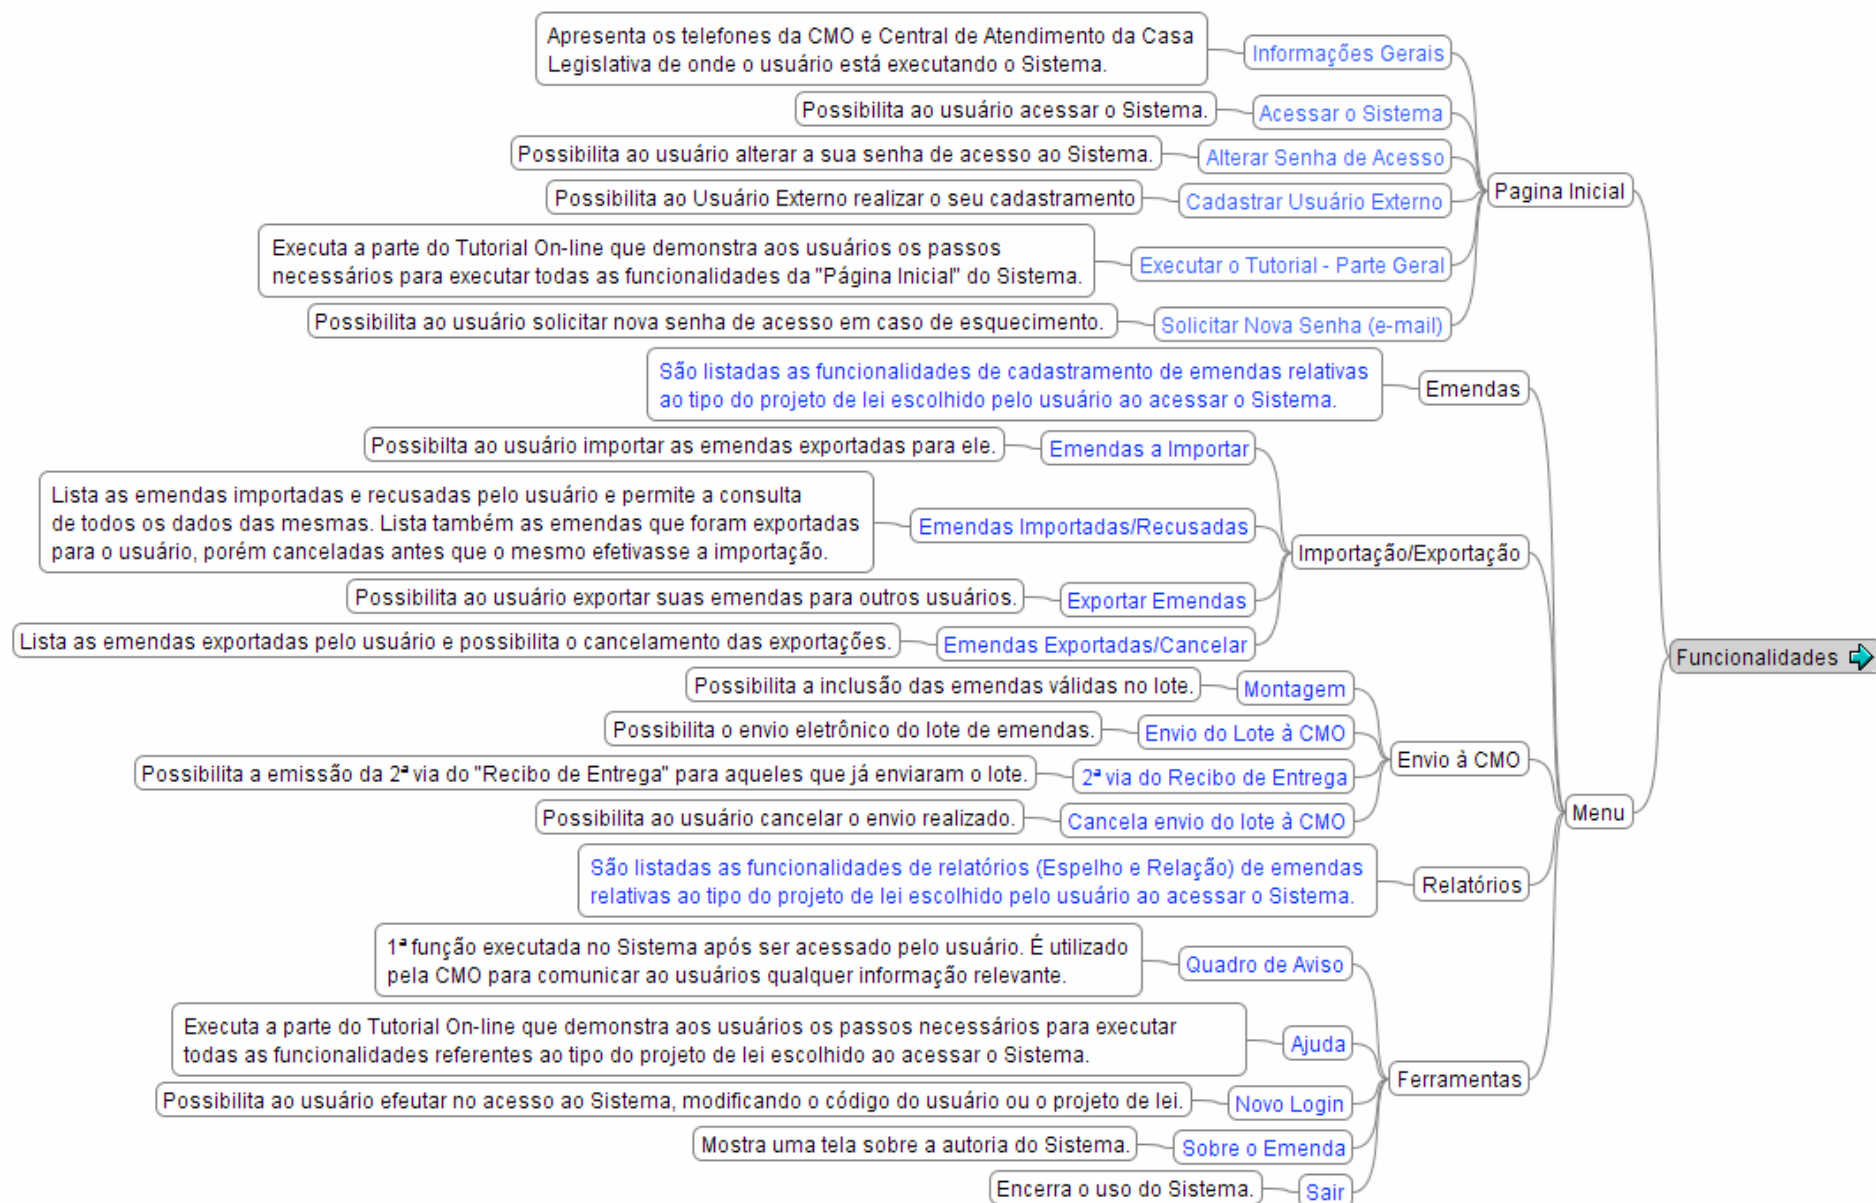 Apresenta os telefones da CMO e Central de Atendimento da Casa
Legislativa de onde o usuário está executando o Sistema.
Informações Gerais
Possibilita ao usuário acessar o Sistema.
Acessar o Sistema
Possibilita ao usuário alterar a sua senha de acesso ao Sistema.
Alterar Senha de Acesso
Possibilita ao Usuário Externo realizar o seu cadastramento
Cadastrar Usuário Externo
Pagina Inicial
Executa a parte do Tutorial On-line que demonstra aos usuários os passos
necessários para executar todas as funcionalidades da "Página Inicial" do Sistema.
Executar o Tutorial - Parte Geral
Possibilita ao usuário solicitar nova senha de acesso em caso de esquecimento.
Solicitar Nova Senha (e-mail)
São listadas as funcionalidades de cadastramento de emendas relativas
ao tipo do projeto de lei escolhido pelo usuário ao acessar o Sistema.
Emendas
Possibilta ao usuário importar as emendas exportadas para ele.
Emendas a Importar
Lista as emendas importadas e recusadas pelo usuário e permite a consulta
de todos os dados das mesmas. Lista também as emendas que foram exportadas
para o usuário, porém canceladas antes que o mesmo efetivasse a importação.
Emendas Importadas/Recusadas
Importação/Exportação
Possibilita ao usuário exportar suas emendas para outros usuários.
Exportar Emendas
Lista as emendas exportadas pelo usuário e possibilita o cancelamento das exportações.
Emendas Exportadas/Cancelar
Funcionalidades
Possibilita a inclusão das emendas válidas no lote.
Montagem
Possibilita o envio eletrônico do lote de emendas.
Envio do Lote à CMO
Envio à CMO
Possibilita a emissão da 2ª via do "Recibo de Entrega" para aqueles que já enviaram o lote.
2ª via do Recibo de Entrega
Possibilita ao usuário cancelar o envio realizado.
Cancela envio do lote à CMO
Menu
São listadas as funcionalidades de relatórios (Espelho e Relação) de emendas
relativas ao tipo do projeto de lei escolhido pelo usuário ao acessar o Sistema.
Relatórios
1ª função executada no Sistema após ser acessado pelo usuário. É utilizado
pela CMO para comunicar ao usuários qualquer informação relevante.
Quadro de Aviso
Executa a parte do Tutorial On-line que demonstra aos usuários os passos necessários para executar
todas as funcionalidades referentes ao tipo do projeto de lei escolhido ao acessar o Sistema.
Ajuda
Ferramentas
Possibilita ao usuário efeutar no acesso ao Sistema, modificando o código do usuário ou o projeto de lei.
Novo Login
Mostra uma tela sobre a autoria do Sistema.
Sobre o Emenda
Encerra o uso do Sistema.
Sair